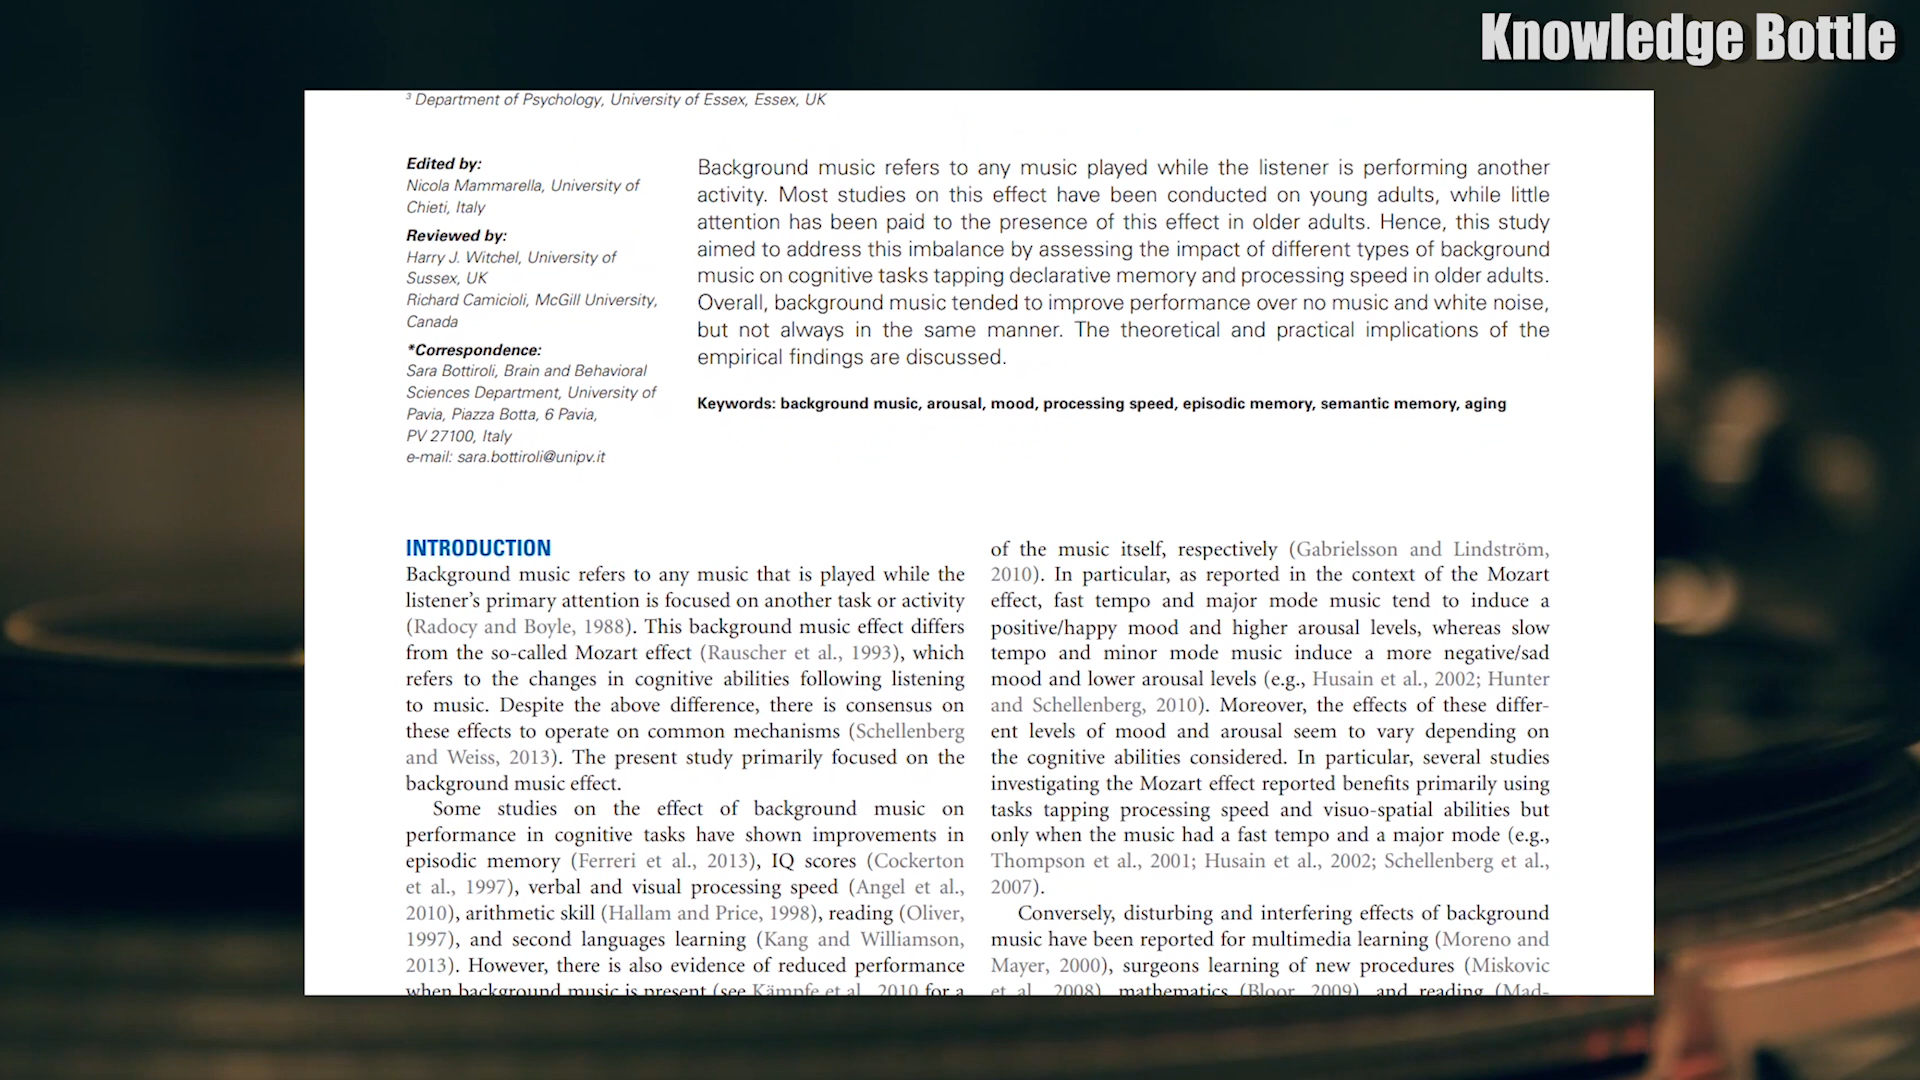 Knowledge Bottle
³ Department of Psychology, University of Essex, Essex, UK
Edited by:
Nicola Mammarella, University of
Chieti, Italy
Reviewed by:
Harry J. Witchel, University of
Sussex, UK
Richard Camicioli, McGill University,
Canada
*Correspondence:
Sara Bottiroli, Brain and Behavioral
Sciences Department, University of
Pavia, Piazza Botta, 6 Pavia,
PV 27100, Italy
e-mail: sara.bottiroli@unipv.it
Background music refers to any music played while the listener is performing another
activity. Most studies on this effect have been conducted on young adults, while little
attention has been paid to the presence of this effect in older adults. Hence, this study
aimed to address this imbalance by assessing the impact of different types of background
music on cognitive tasks tapping declarative memory and processing speed in older adults.
Overall, background music tended to improve performance over no music and white noise,
but not always in the same manner. The theoretical and practical implications of the
empirical findings are discussed.
Keywords: background music, arousal, mood, processing speed, episodic memory, semantic memory, aging
INTRODUCTION
Background music refers to any music that is played while the
listener's primary attention is focused on another task or activity
(Radocy and Boyle, 1988). This background music effect differs
from the so-called Mozart effect (Rauscher et al., 1993), which
refers to the changes in cognitive abilities following listening
to music. Despite the above difference, there is consensus on
these effects to operate on common mechanisms (Schellenberg
and Weiss, 2013). The present study primarily focused on the
background music effect.
Some studies on the effect of background music on
performance in cognitive tasks have shown improvements in
episodic memory (Ferreri et al., 2013), IQ scores (Cockerton
et al., 1997), verbal and visual processing speed (Angel et al.,
2010), arithmetic skill (Hallam and Price, 1998), reading (Oliver,
1997), and second languages learning (Kang and Williamson,
2013). However, there is also evidence of reduced performance
when background music is present (see Kämpfe et al., 2010 for a
of the music itself, respectively (Gabrielsson and Lindström,
2010). In particular, as reported in the context of the Mozart
effect, fast tempo and major mode music tend to induce a
positive/happy mood and higher arousal levels, whereas slow
tempo and minor mode music induce a more negative/sad
mood and lower arousal levels (e.g., Husain et al., 2002; Hunter
and Schellenberg, 2010). Moreover, the effects of these differ-
ent levels of mood and arousal seem to vary depending on
the cognitive abilities considered. In particular, several studies
investigating the Mozart effect reported benefits primarily using
tasks tapping processing speed and visuo-spatial abilities but
only when the music had a fast tempo and a major mode (e.g.,
Thompson et al., 2001; Husain et al., 2002; Schellenberg et al.,
2007).
Conversely, disturbing and interfering effects of background
music have been reported for multimedia learning (Moreno and
Mayer, 2000), surgeons learning of new procedures (Miskovic
et al., 2008), mathematics (Bloor, 2009), and reading (Mad-